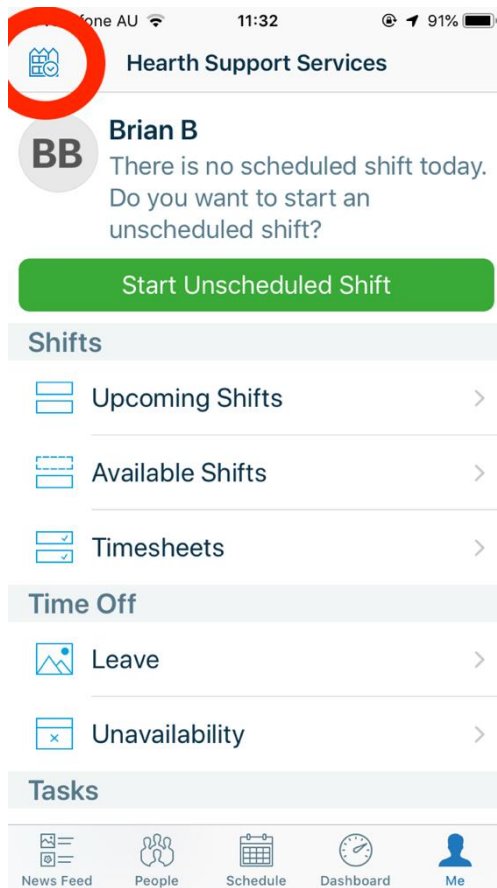 one AU 11:32 91%
Hearth Support Services
BB
Brian B
There is no scheduled shift today.
Do you want to start an
unscheduled shift?
Start Unscheduled Shift
Shifts
Upcoming Shifts
Available Shifts
Timesheets
Time Off
Leave
Unavailability
Tasks
News Feed People Schedule Dashboard Me